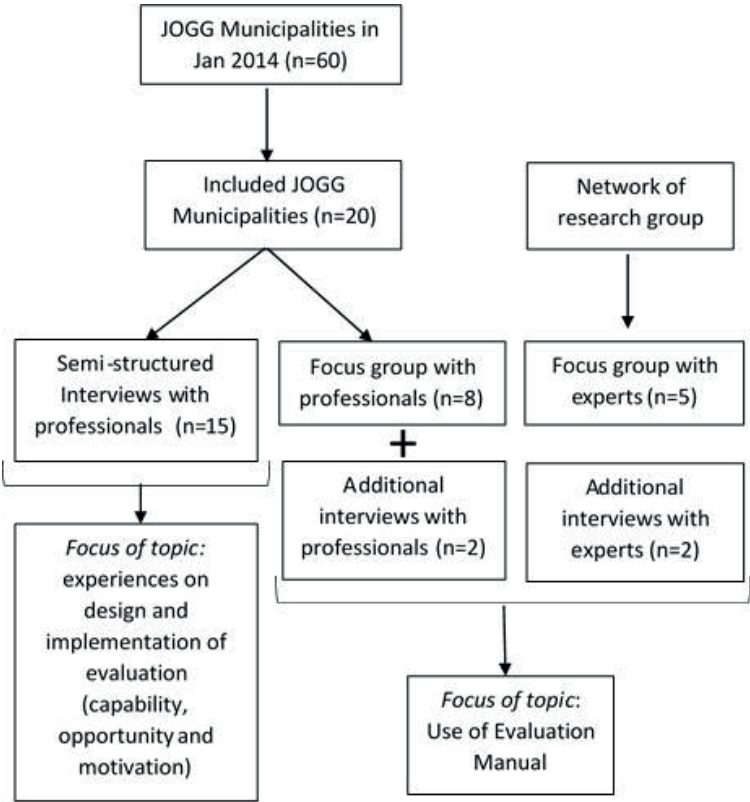 JOGG Municipalities in
Jan 2014 (n=60)
Included JOGG
Municipalities (n=20)
Network of
research group
Semi-structured
Interviews with
professionals (n=15)
Focus group with
professionals (n=8)
Focus group with
experts (n=5)
+
Additional
interviews with
professionals (n=2)
Additional
interviews with
experts (n=2)
Focus of topic:
experiences on
design and
implementation of
evaluation
(capability,
opportunity and
motivation)
Focus of topic:
Use of Evaluation
Manual